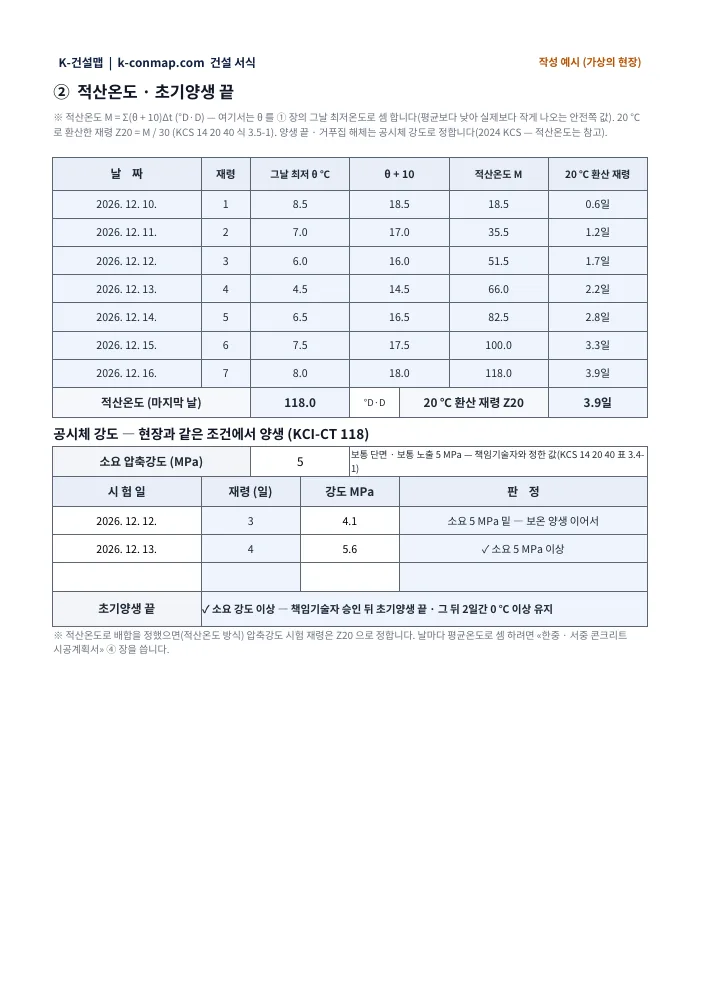 K-건설맵 | k-conmap.com 건설 서식
작성 예시 (가상의 현장)
② 적산온도 · 초기양생 끝
※ 적산온도 M = Σ(θ + 10)Δt (°D·D) — 여기서는 θ 를 ① 장의 그날 최저온도로 셈 합니다(평균보다 낮아 실제보다 작게 나오는 안전쪽 값). 20 ℃
로 환산한 재령 Z20 = M / 30 (KCS 14 20 40 식 3.5-1). 양생 끝 · 거푸집 해체는 공시체 강도로 정합니다(2024 KCS — 적산온도는 참고).
날 짜 재령 그날 최저 θ ℃ θ + 10 적산온도 M 20 ℃ 환산 재령
2026. 12. 10. 1 8.5 18.5 18.5 0.6일
2026. 12. 11. 2 7.0 17.0 35.5 1.2일
2026. 12. 12. 3 6.0 16.0 51.5 1.7일
2026. 12. 13. 4 4.5 14.5 66.0 2.2일
2026. 12. 14. 5 6.5 16.5 82.5 2.8일
2026. 12. 15. 6 7.5 17.5 100.0 3.3일
2026. 12. 16. 7 8.0 18.0 118.0 3.9일
적산온도 (마지막 날) 118.0 °D·D 20 ℃ 환산 재령 Z20 3.9일
공시체 강도 — 현장과 같은 조건에서 양생 (KCI-CT 118)
소요 압축강도 (MPa) 5 보통 단면 · 보통 노출 5 MPa — 책임기술자와 정한 값(KCS 14 20 40 표 3.4-
1)
시 험 일 재령 (일) 강도 MPa 판 정
2026. 12. 12. 3 4.1 소요 5 MPa 밑 — 보온 양생 이어서
2026. 12. 13. 4 5.6 ✓ 소요 5 MPa 이상
초기양생 끝 ✓ 소요 강도 이상 — 책임기술자 승인 뒤 초기양생 끝 · 그 뒤 2일간 0 ℃ 이상 유지
※ 적산온도로 배합을 정했으면(적산온도 방식) 압축강도 시험 재령은 Z20 으로 정합니다. 날마다 평균온도로 셈 하려면 «한중 · 서중 콘크리트
시공계획서» ④ 장을 씁니다.